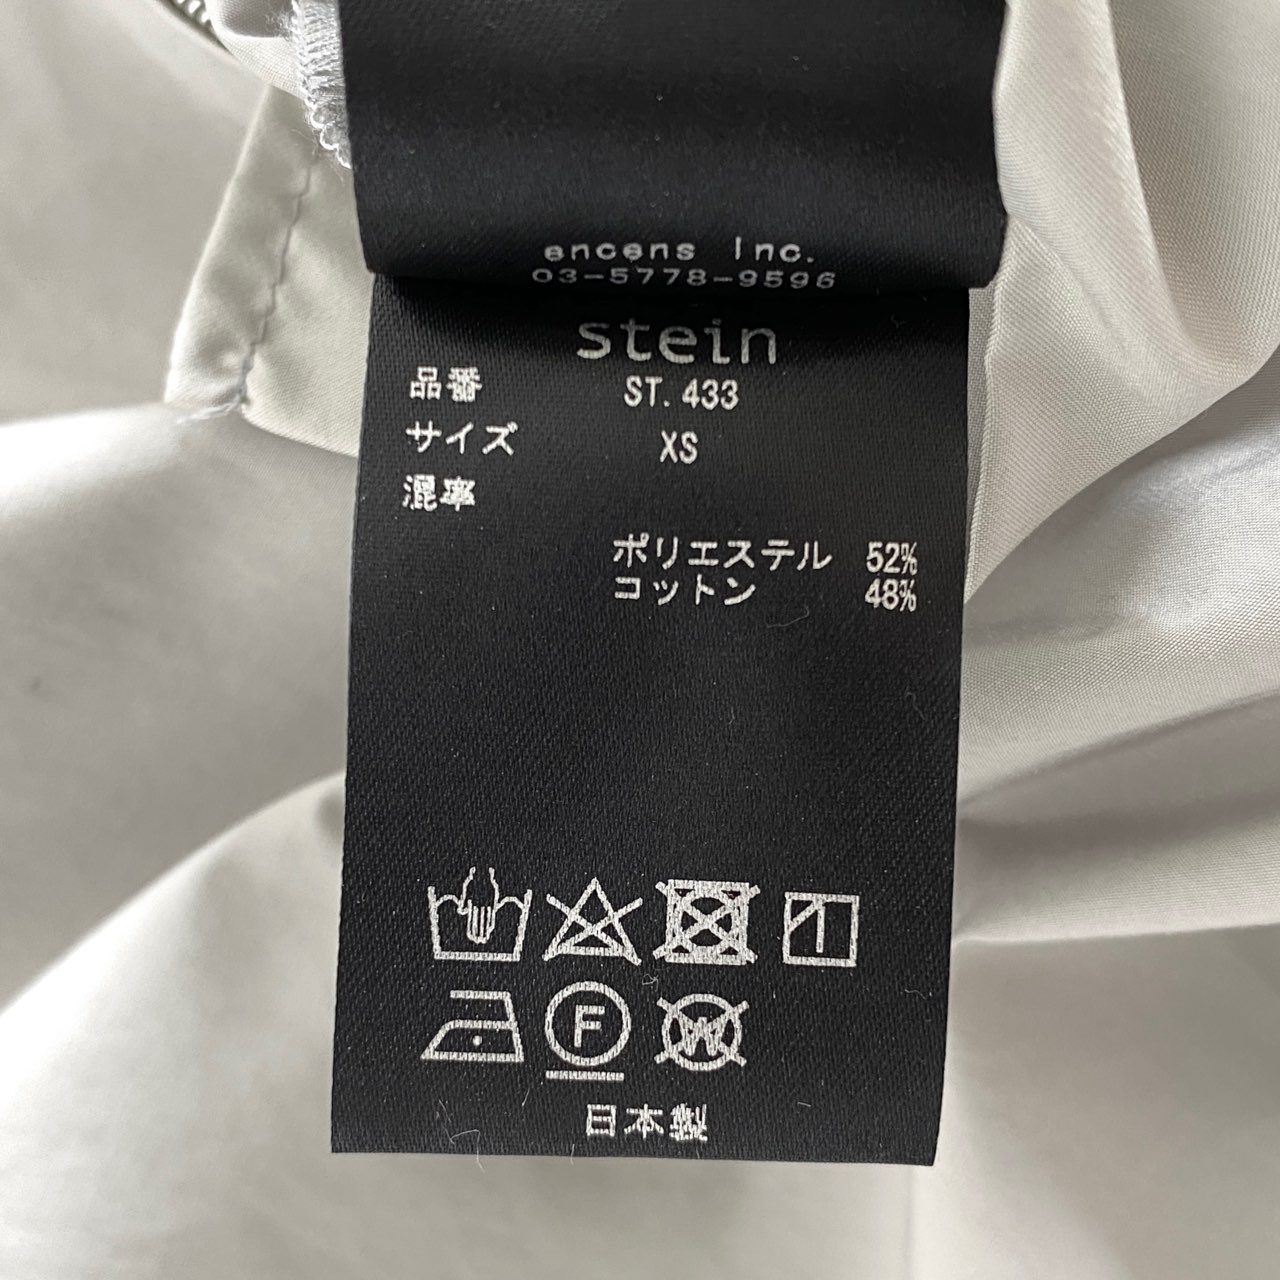 encens Inc.
03-5778-9596
stein
品番 ST. 433
サイズ XS
混率
ポリエステル 52%
コットン 48%
F
W
日本製